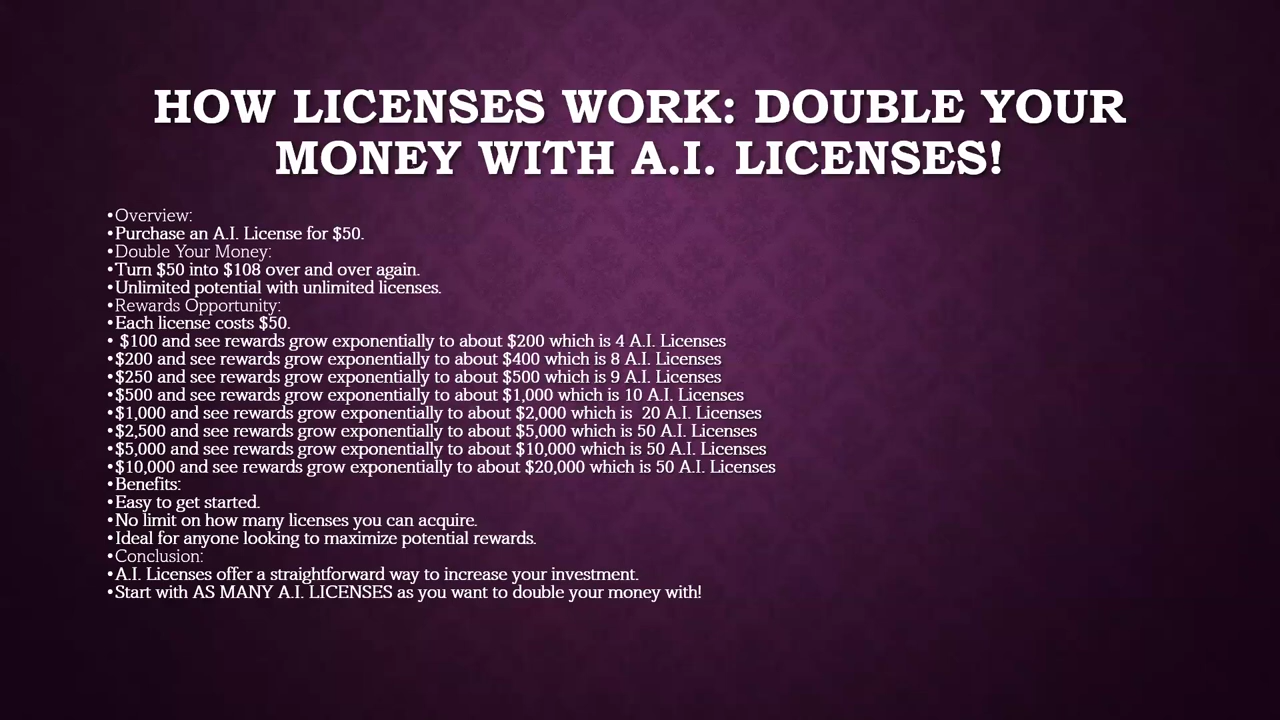 HOW LICENSES WORK: DOUBLE YOUR
MONEY WITH A.I. LICENSES!
•Overview:
•Purchase an A.I. License for $50.
•Double Your Money:
•Turn $50 into $108 over and over again.
•Unlimited potential with unlimited licenses.
•Rewards Opportunity:
•Each license costs $50.
• $100 and see rewards grow exponentially to about $200 which is 4 A.I. Licenses
•$200 and see rewards grow exponentially to about $400 which is 8 A.I. Licenses
•$250 and see rewards grow exponentially to about $500 which is 9 A.I. Licenses
•$500 and see rewards grow exponentially to about $1,000 which is 10 A.I. Licenses
•$1,000 and see rewards grow exponentially to about $2,000 which is  20 A.I. Licenses
•$2,500 and see rewards grow exponentially to about $5,000 which is 50 A.I. Licenses
•$5,000 and see rewards grow exponentially to about $10,000 which is 50 A.I. Licenses
•$10,000 and see rewards grow exponentially to about $20,000 which is 50 A.I. Licenses
•Benefits:
•Easy to get started.
•No limit on how many licenses you can acquire.
•Ideal for anyone looking to maximize potential rewards.
•Conclusion:
•A.I. Licenses offer a straightforward way to increase your investment.
•Start with AS MANY A.I. LICENSES as you want to double your money with!